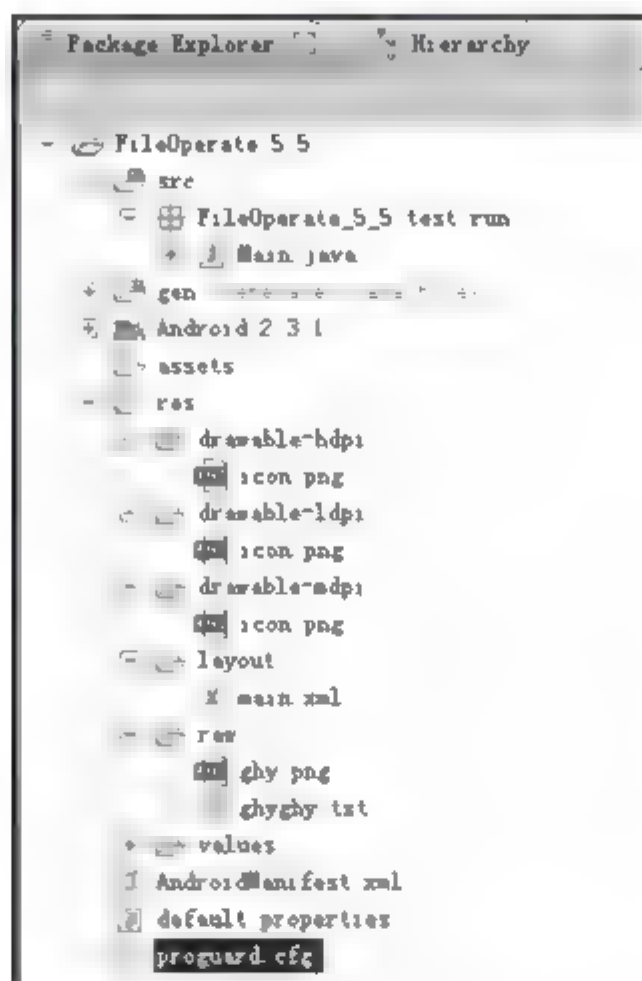 Package Explorer Hierarchy
FileOperate 5 5
src
FileOperate_5_5 test run
Main java
gen
Android 2 3 1
assets
res
drawable-hdpi
icon png
drawable-ldpi
icon png
drawable-mdpi
icon png
layout
main xml
raw
ghy png
ghyghy txt
values
AndroidManifest xml
default properties
proguard cfg